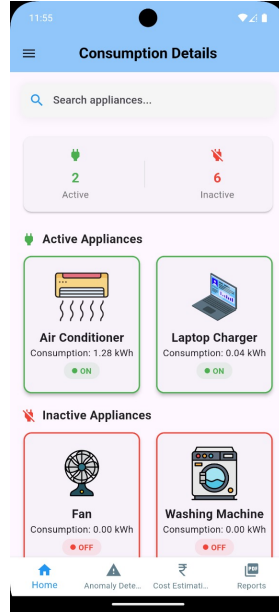 11:55
Consumption Details
Search appliances...
2
6
Active
Inactive
Active Appliances
Air Conditioner
Laptop Charger
Consumption: 1.28 kWh
Consumption: 0.04 kWh
ON
ON
Inactive Appliances
Fan
Washing Machine
Consumption: 0.00 kWh
Consumption: 0.00 kWh
OFF
OFF
PDF
Home
Anomaly Dete...
Cost Estimati...
Reports